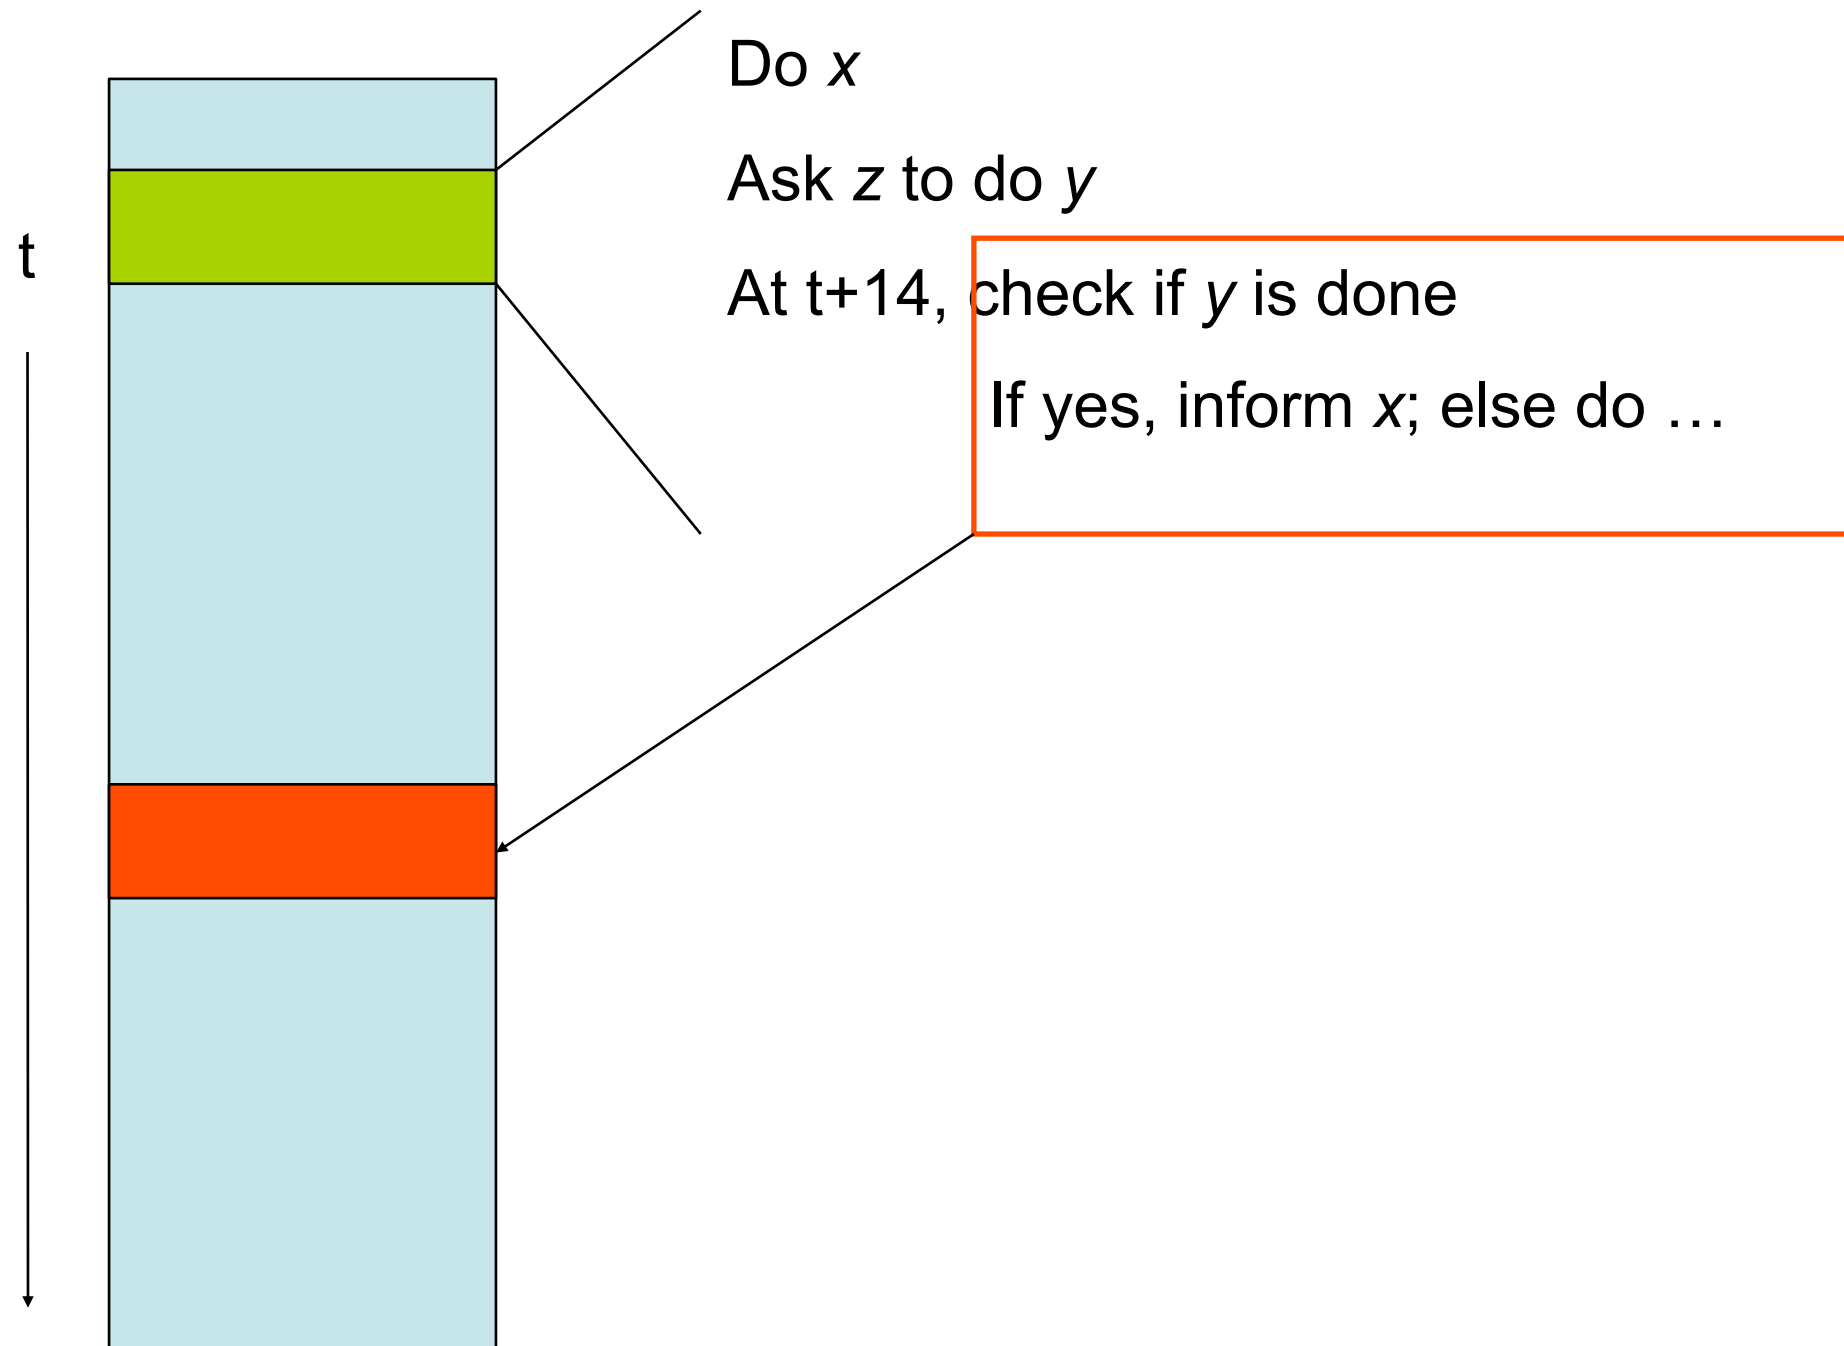 Do x
Ask z to do y
t
At t+14, check if y is done
If yes, inform x; else do …